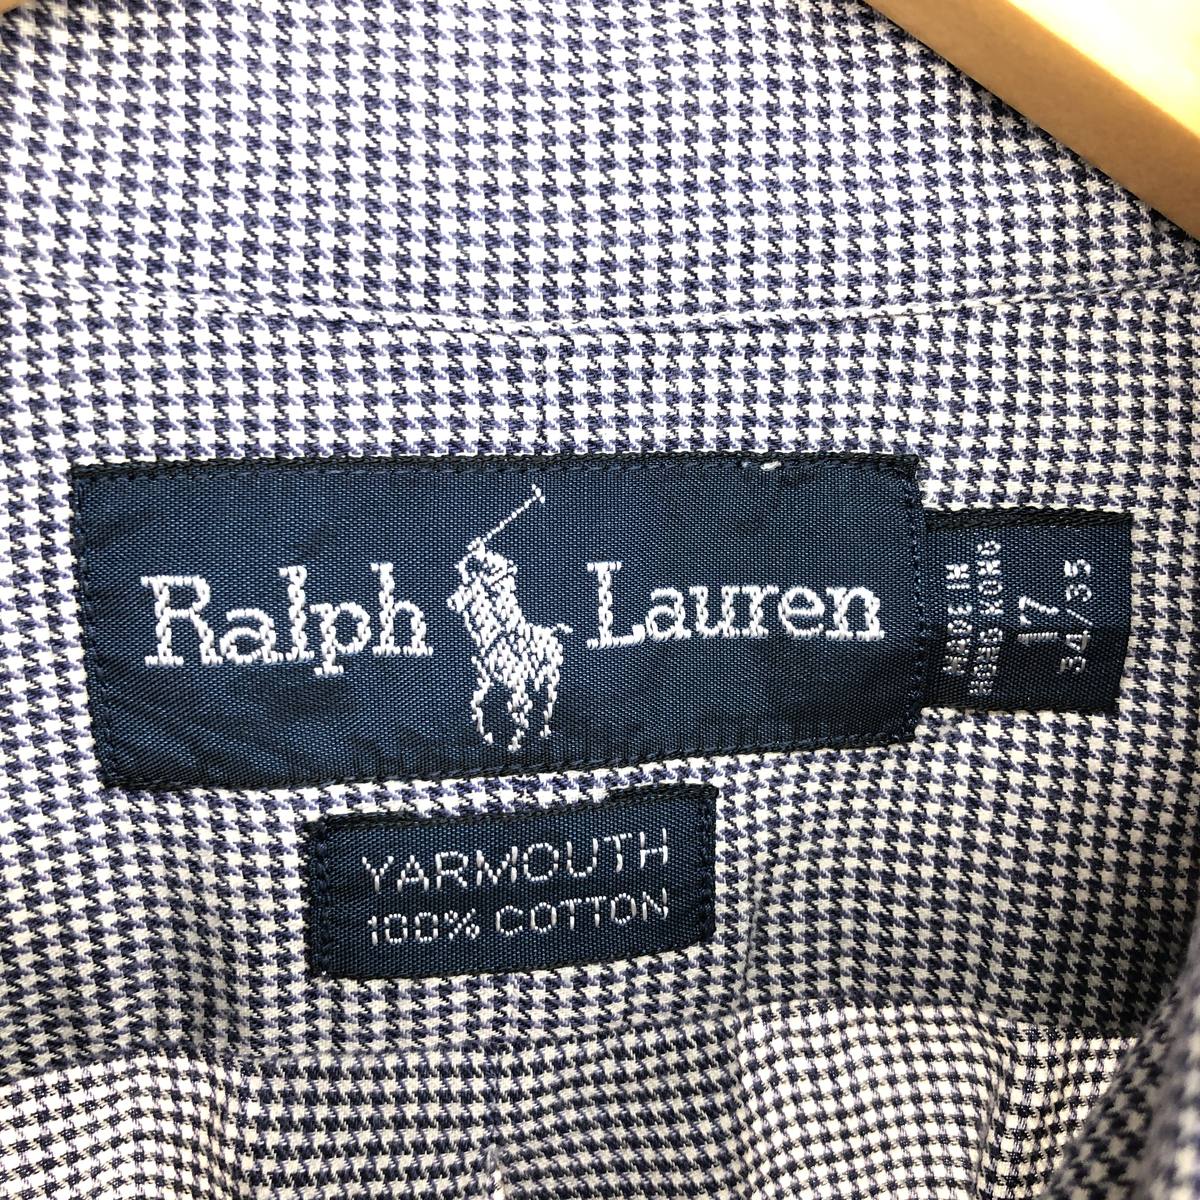 Ralph Lauren
MADE IN
HONG KONG
17
34/35
YARMOUTH
100% COTTON